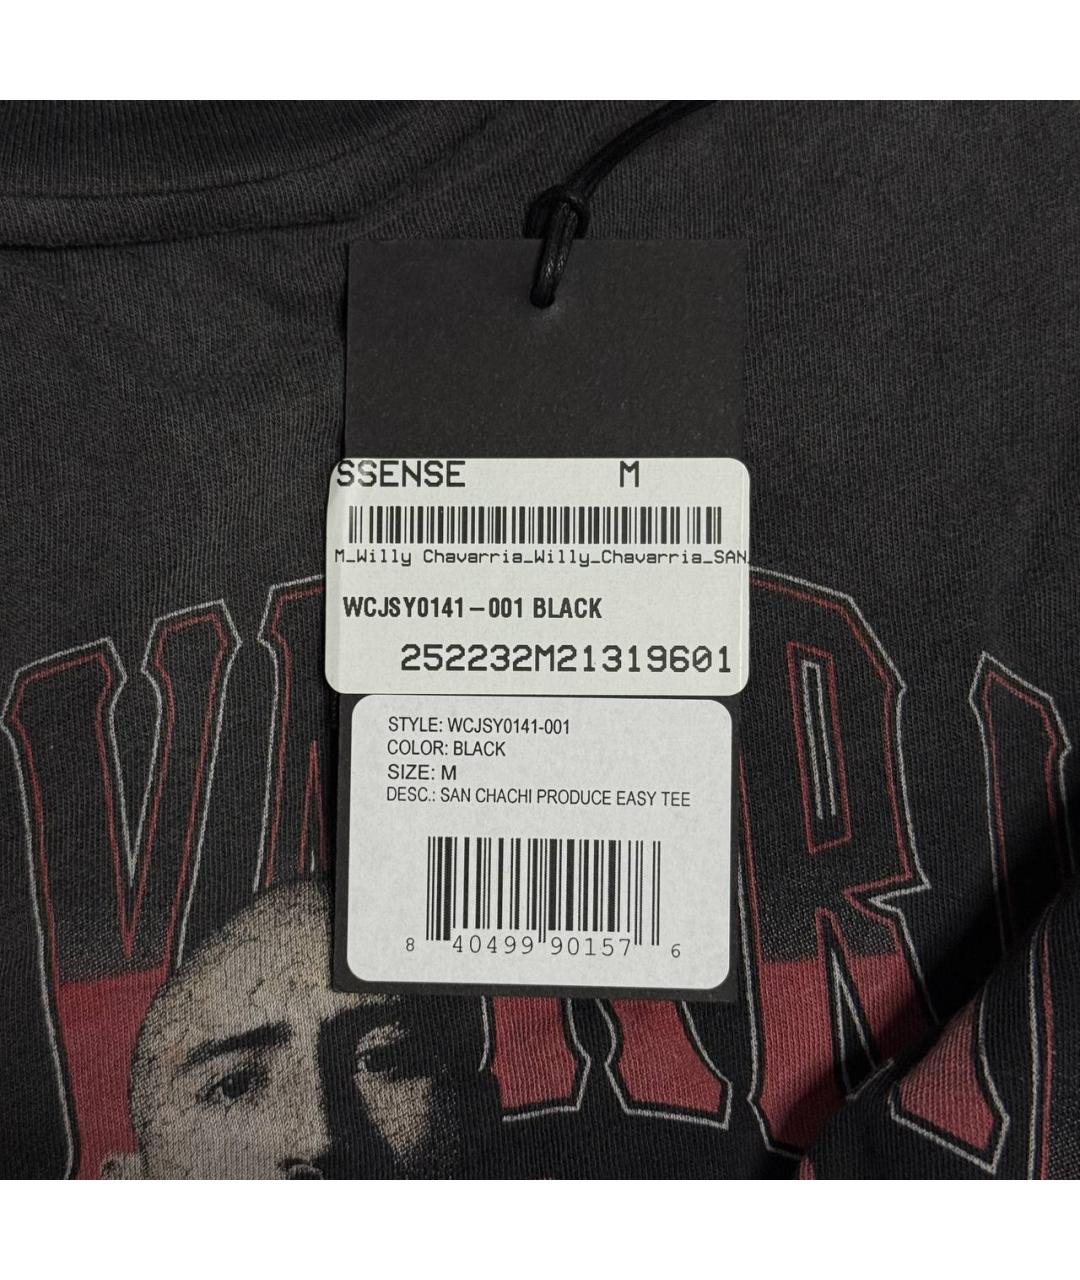 SSENSE M
M_Willy Chavarria_Willy_Chavarria_SAN
WCJSY0141-001 BLACK
252232M21319601
STYLE: WCJSY0141-001
COLOR: BLACK
SIZE: M
DESC.: SAN CHACHI PRODUCE EASY TEE
8 40499 90157 6